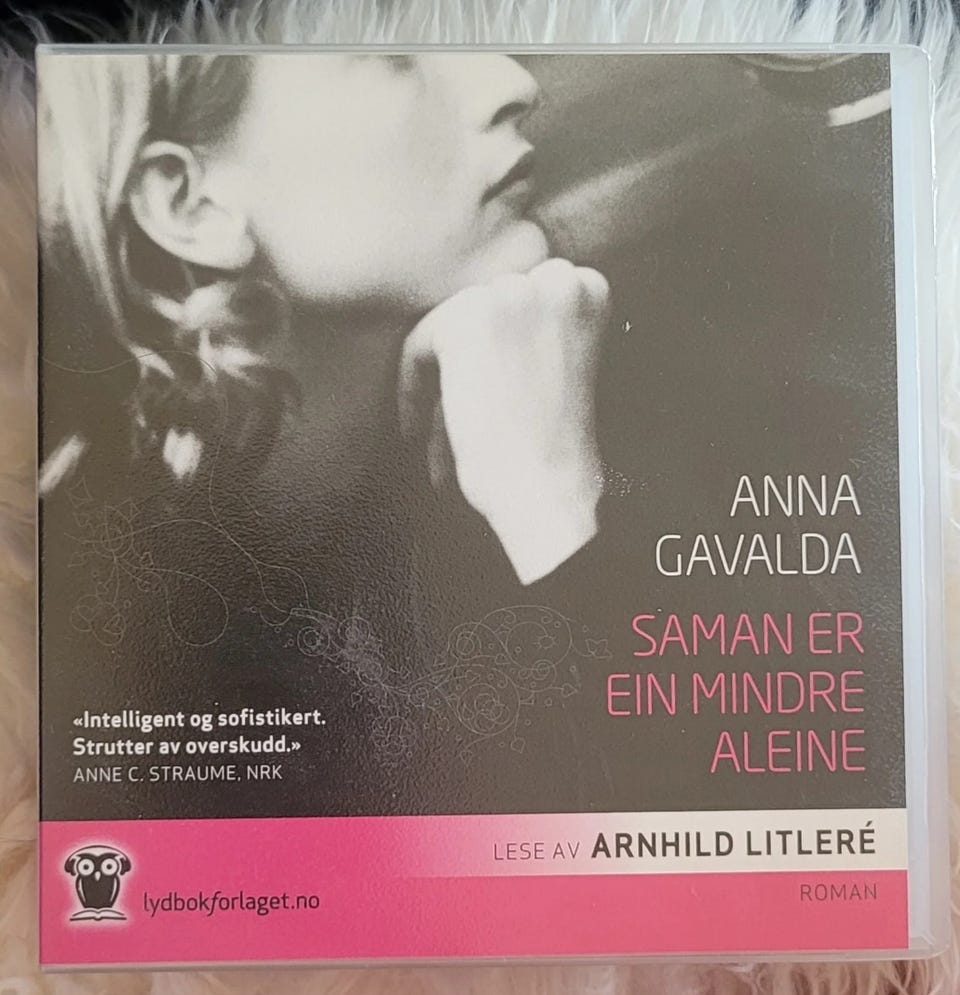 ANNA
GAVALDA
SAMAN ER
EIN MINDRE
ALEINE
«Intelligent og sofistikert.
Strutter av overskudd.»
ANNE C. STRAUME, NRK
LESE AV ARNHILD LITLERÉ
ROMAN
lydbokforlaget.no